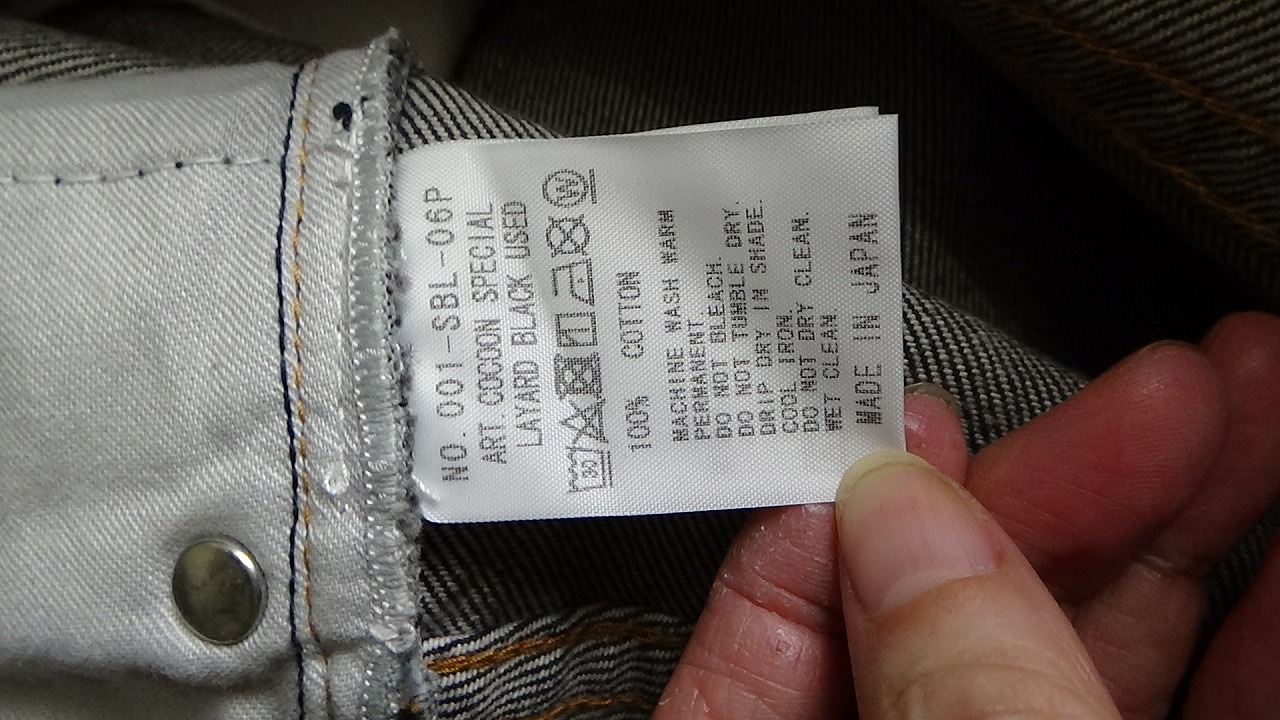 NO. 001-SBL-06P
ART. COCOON SPECIAL
LAYARD BLACK USED
30
W
100% COTTON
MACHINE WASH WARM
PERMANENT
DO NOT BLEACH.
DO NOT TUMBLE DRY.
DRIP DRY IN SHADE.
COOL IRON.
DO NOT DRY CLEAN.
WET CLEAN
MADE IN JAPAN